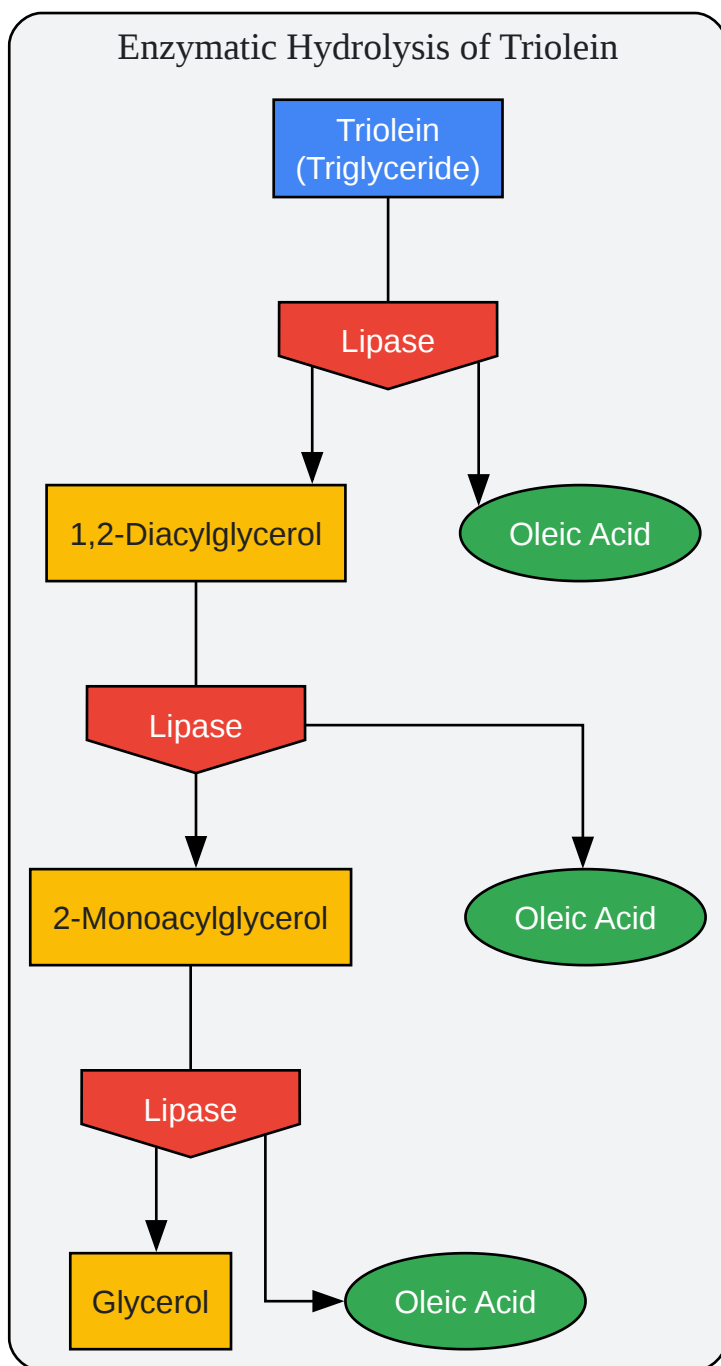 Enzymatic Hydrolysis of Triolein
Triolein
(Triglyceride)
Lipase
1,2-Diacylglycerol
Oleic Acid
Lipase
2-Monoacylglycerol
Oleic Acid
Lipase
Glycerol
Oleic Acid